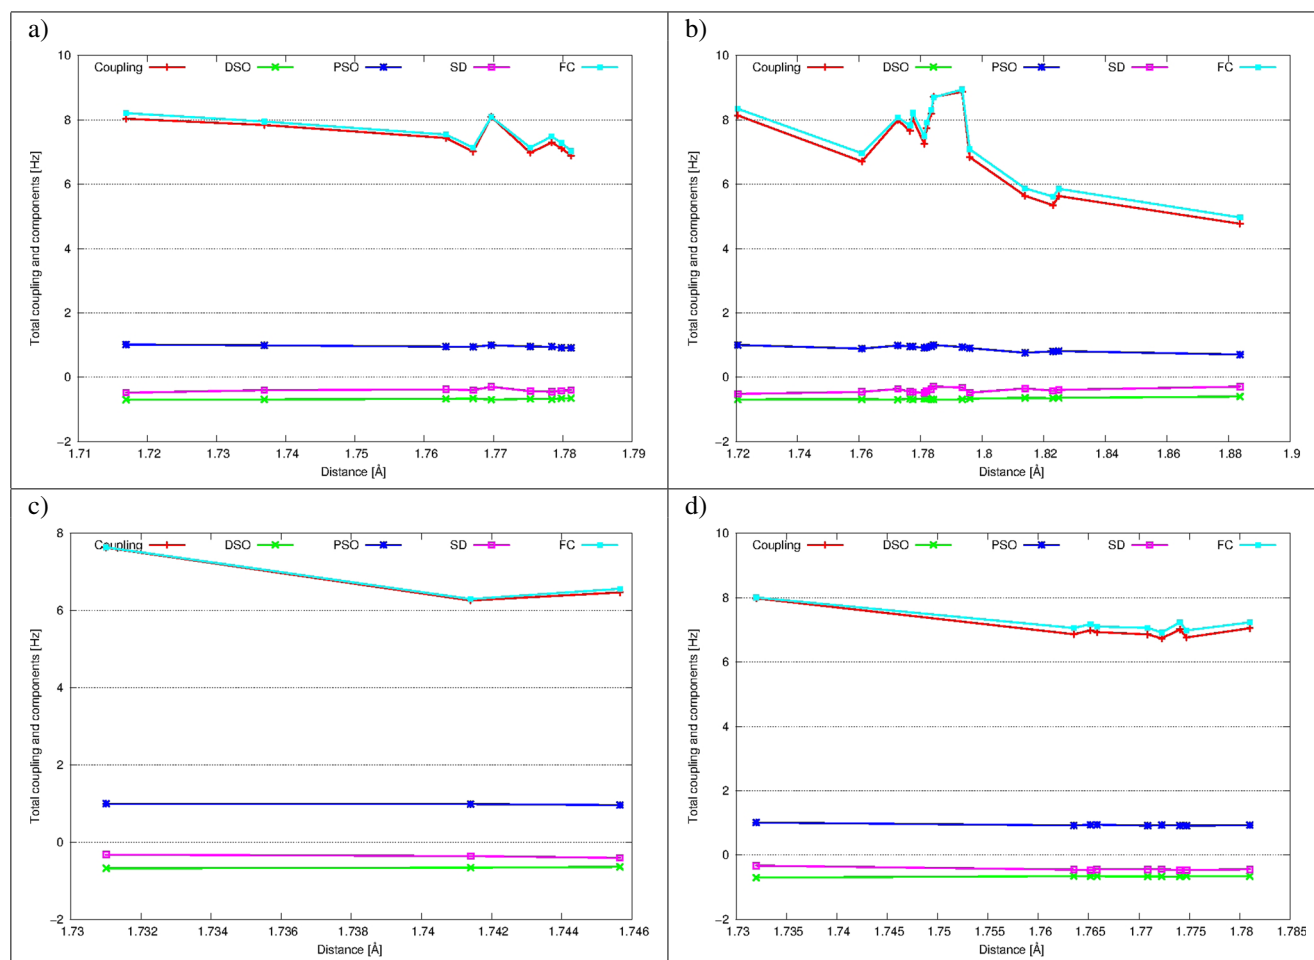 a)
Coupling DSO PSO SD FC
Total coupling and components [Hz]
10
8
6
4
2
0
−2
1.71 1.72 1.73 1.74 1.75 1.76 1.77 1.78 1.79
Distance [Å]
b)
Coupling DSO PSO SD FC
Total coupling and components [Hz]
10
8
6
4
2
0
−2
1.72 1.74 1.76 1.78 1.8 1.82 1.84 1.86 1.88 1.9
Distance [Å]
c)
Coupling DSO PSO SD FC
Total coupling and components [Hz]
8
6
4
2
0
−2
1.73 1.732 1.734 1.736 1.738 1.74 1.742 1.744 1.746
Distance [Å]
d)
Coupling DSO PSO SD FC
Total coupling and components [Hz]
10
8
6
4
2
0
−2
1.73 1.735 1.74 1.745 1.75 1.755 1.76 1.765 1.77 1.775 1.78 1.785
Distance [Å]